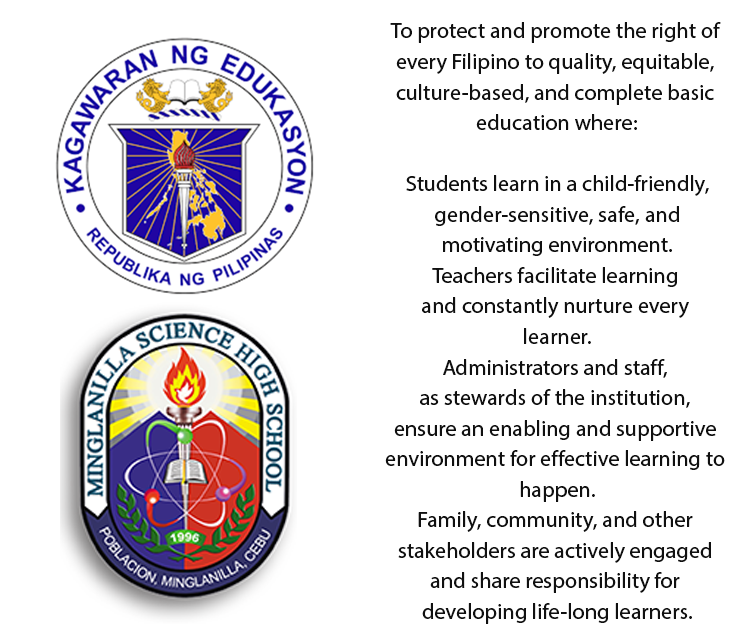 KAGAWARAN NG EDUKASYON
REPUBLIKA NG PILIPINAS
MINGLANILLA SCIENCE HIGH SCHOOL
1996
POBLACION, MINGLANILLA, CEBU
To protect and promote the right of
every Filipino to quality, equitable,
culture-based, and complete basic
education where:
Students learn in a child-friendly,
gender-sensitive, safe, and
motivating environment.
Teachers facilitate learning
and constantly nurture every
learner.
Administrators and staff,
as stewards of the institution,
ensure an enabling and supportive
environment for effective learning to
happen.
Family, community, and other
stakeholders are actively engaged
and share responsibility for
developing life-long learners.